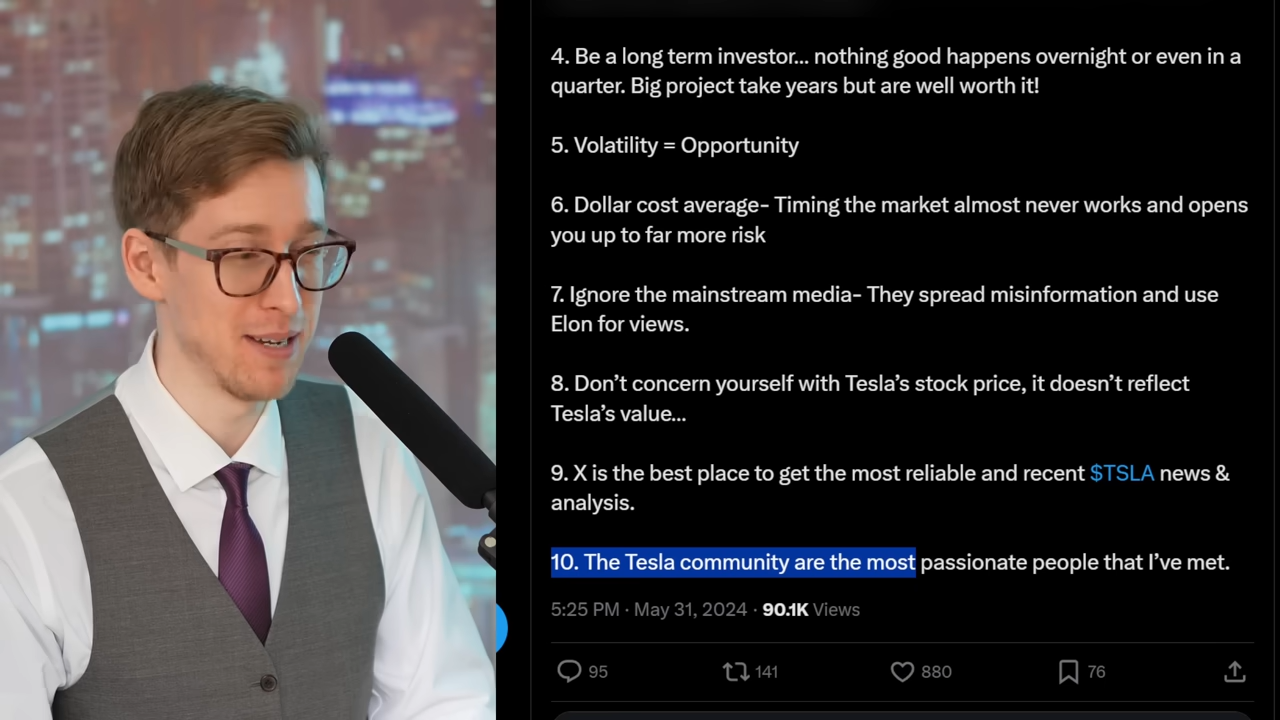 4. Be a long term investor... nothing good happens overnight or even in a
quarter. Big project take years but are well worth it!
5. Volatility = Opportunity
6. Dollar cost average- Timing the market almost never works and opens
you up to far more risk
7. Ignore the mainstream media- They spread misinformation and use
Elon for views.
8. Don’t concern yourself with Tesla’s stock price, it doesn’t reflect
Tesla’s value...
9. X is the best place to get the most reliable and recent $TSLA news &
analysis.
10. The Tesla community are the most passionate people that I’ve met.
5:25 PM · May 31, 2024 · 90.1K Views
95 141 880 76